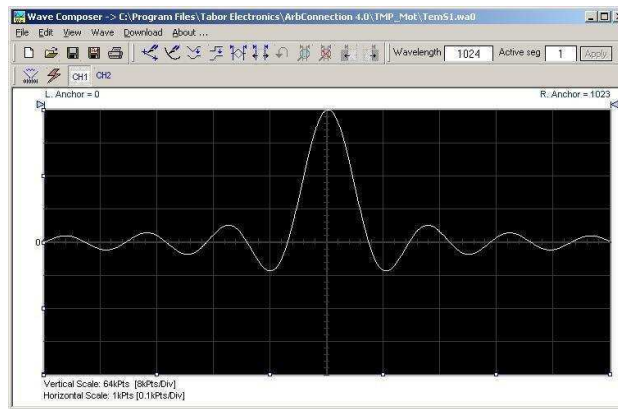 Wave Composer -> C:\Program Files\Tabor Electronics\ArbConnection 4.0\TMP_Mot\TemS1.wa0
File Edit View Wave Download About ...
Wavelength 1024 Active seg 1 Apply
CH1 CH2
L. Anchor = 0 R. Anchor = 1023
0
Vertical Scale: 64kPts [8kPts/Div]
Horizontal Scale: 1kPts [0.1kPts/Div]